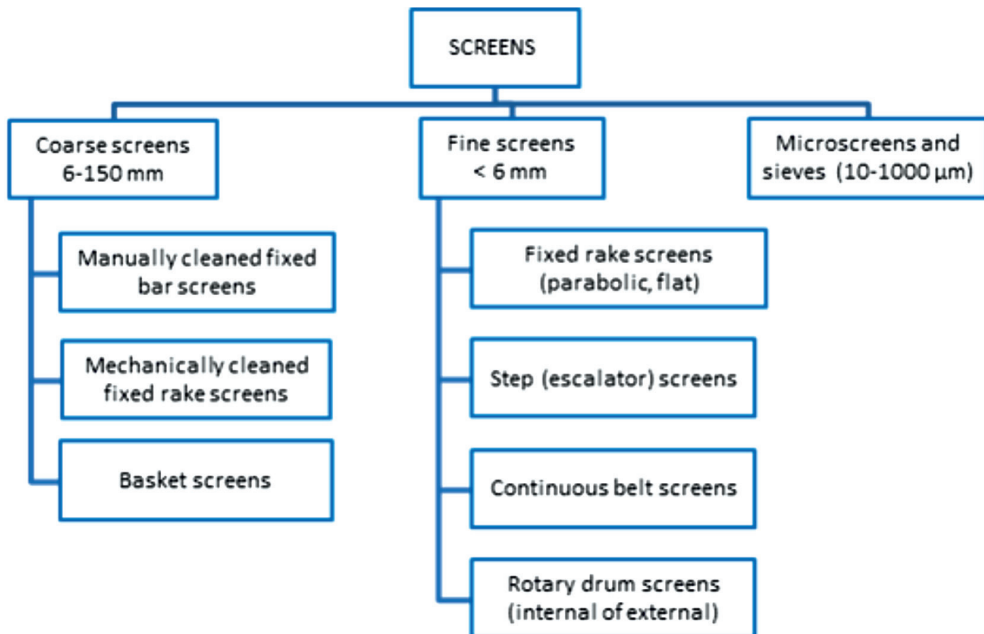 SCREENS
Coarse screens
6-150 mm
Fine screens
< 6 mm
Microscreens and
sieves (10-1000 µm)
Manually cleaned fixed
bar screens
Mechanically cleaned
fixed rake screens
Basket screens
Fixed rake screens
(parabolic, flat)
Step (escalator) screens
Continuous belt screens
Rotary drum screens
(internal of external)